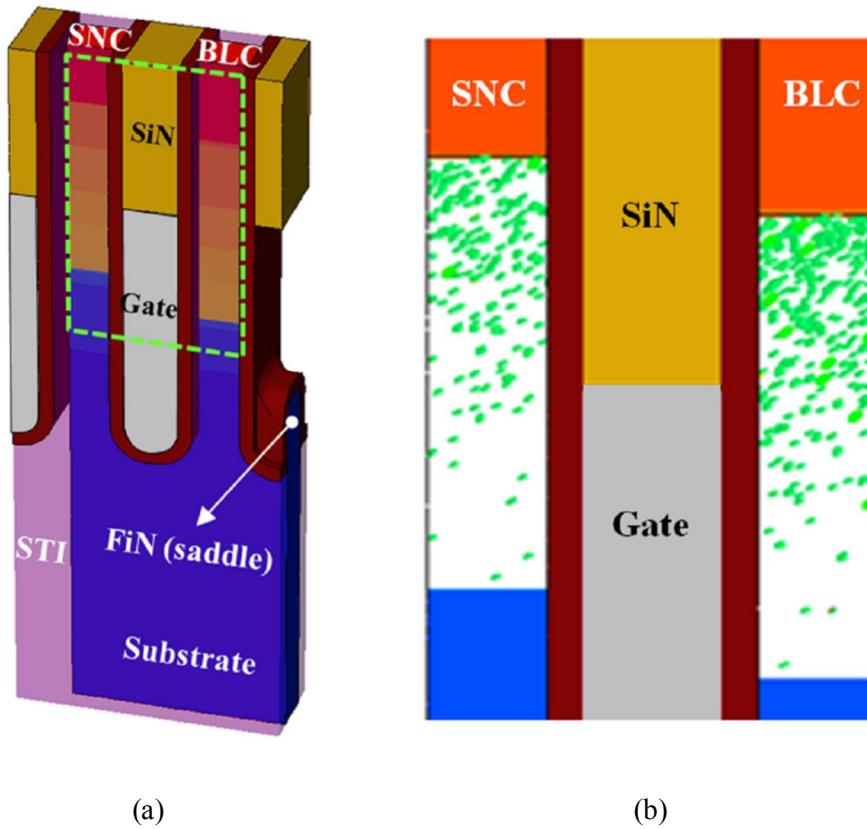 SNC
BLC
SiN
Gate
STI
FiN (saddle)
Substrate
(a)
SNC
BLC
SiN
Gate
(b)